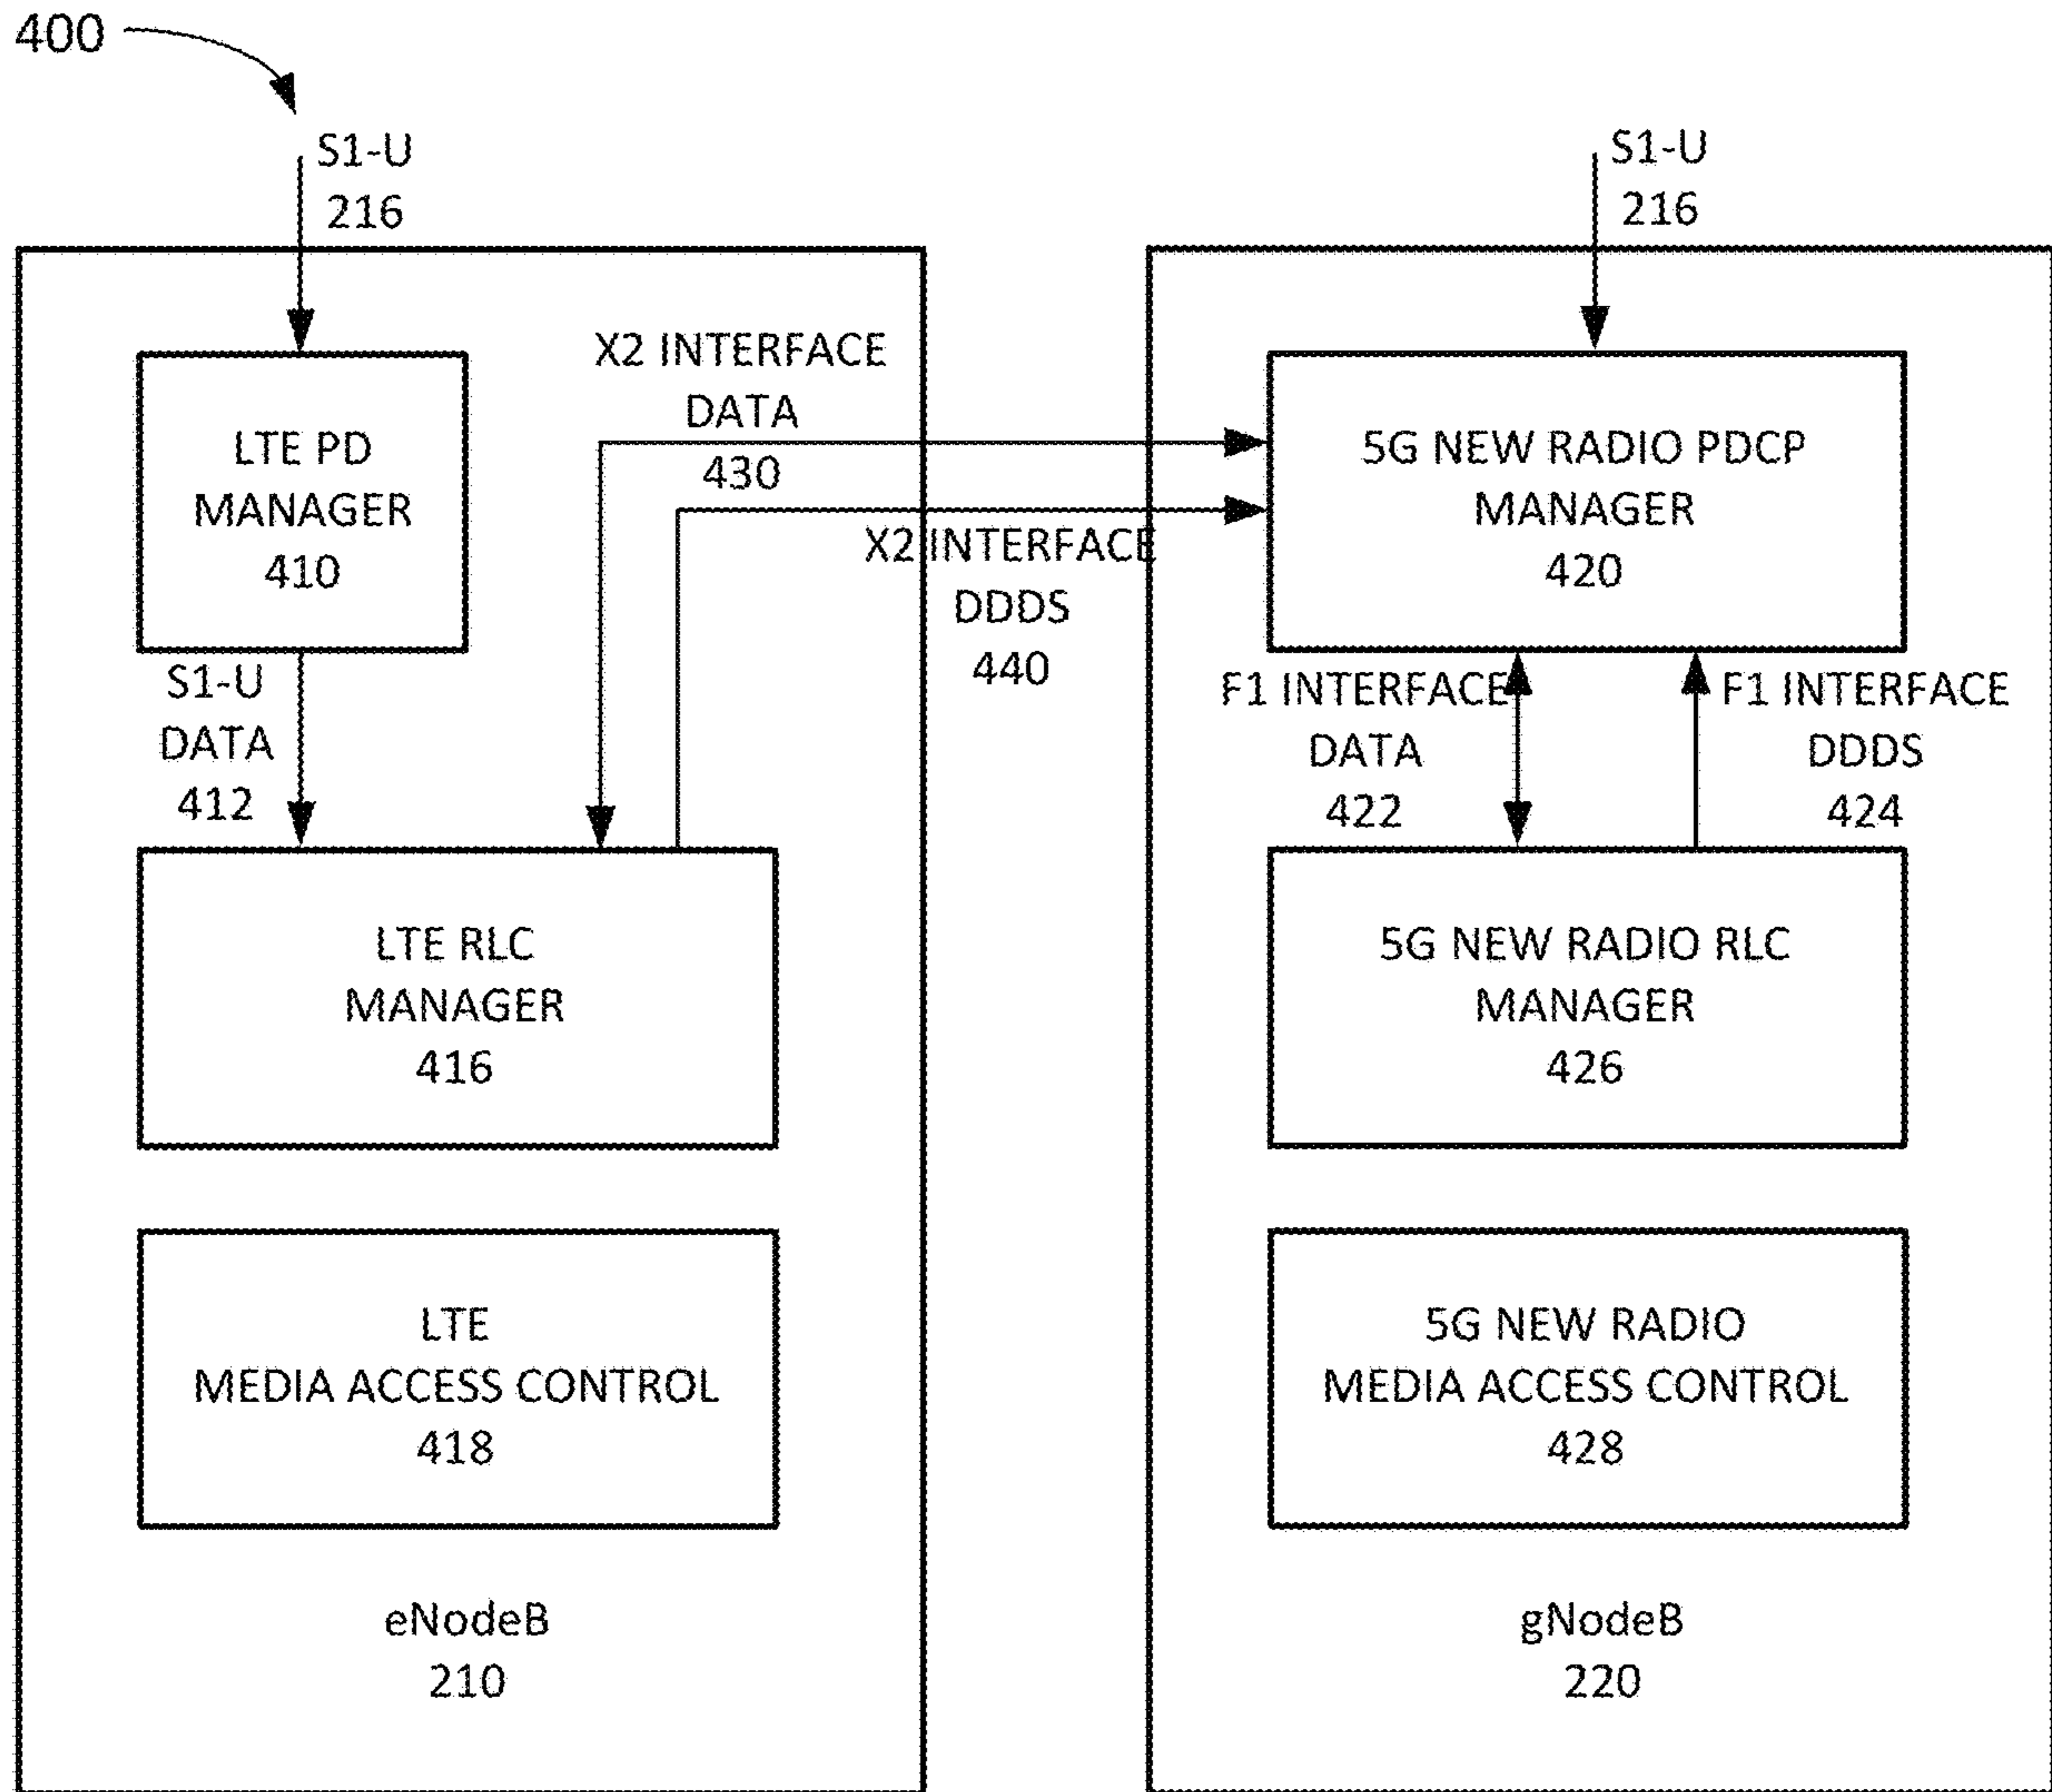 400
S1-U
216
S1-U
216
X2 INTERFACE
DATA
430
LTE PD
MANAGER
410
5G NEW RADIO PDCP
MANAGER
420
X2 INTERFACE
DDDS
440
S1-U
DATA
412
F1 INTERFACE
DATA
422
F1 INTERFACE
DDDS
424
LTE RLC
MANAGER
416
5G NEW RADIO RLC
MANAGER
426
LTE
MEDIA ACCESS CONTROL
418
5G NEW RADIO
MEDIA ACCESS CONTROL
428
eNodeB
210
gNodeB
220